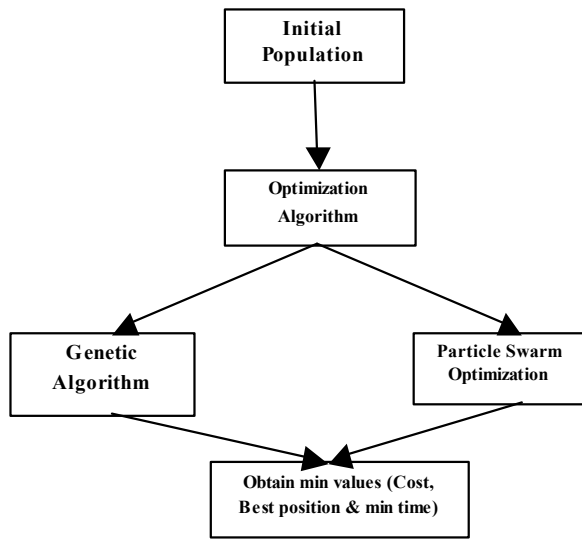 Initial
Population
Optimization
Algorithm
Genetic
Algorithm
Particle Swarm
Optimization
Obtain min values (Cost,
Best position & min time)